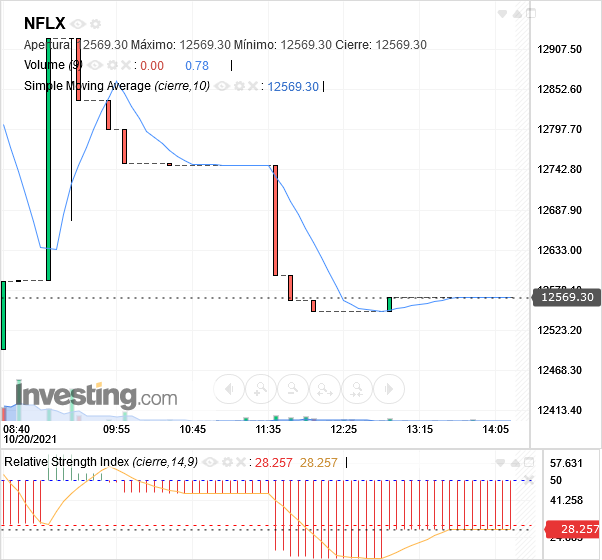 NFLX
Apertura: 12569.30 Máximo: 12569.30 Mínimo: 12569.30 Cierre: 12569.30
Volume (9) : 0.00 0.78
Simple Moving Average (cierre,10) : 12569.30
12907.50
12852.60
12797.70
12742.80
12687.90
12633.00
12578.10
12569.30
12523.20
12468.30
12413.40
Investing.com
08:40 09:55 10:45 11:35 12:25 13:15 14:05
10/20/2021
Relative Strength Index (cierre,14,9) : 28.257 28.257
57.631
50
41.258
28.257
24.885